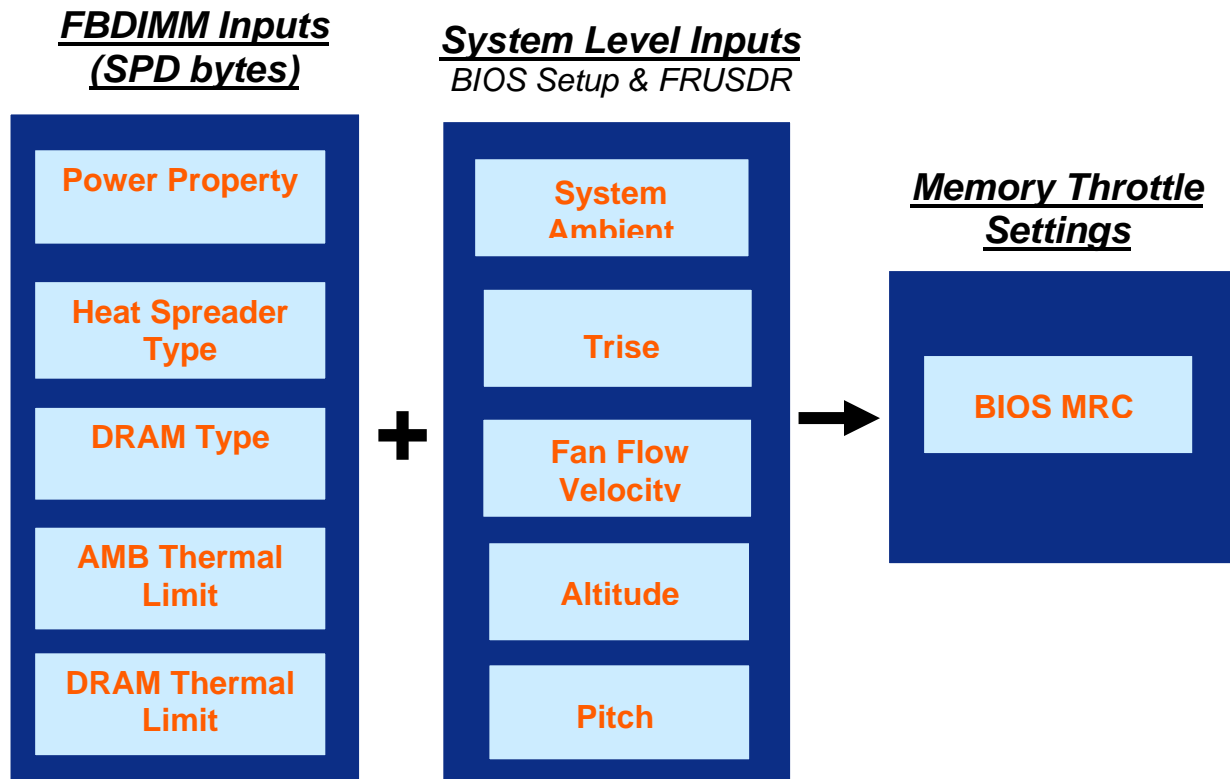 FBDIMM Inputs
(SPD bytes)
Power Property
Heat Spreader
Type
DRAM Type
AMB Thermal
Limit
DRAM Thermal
Limit
+
System Level Inputs
BIOS Setup & FRUSDR
System
Ambient
Trise
Fan Flow
Velocity
Altitude
Pitch
Memory Throttle
Settings
BIOS MRC